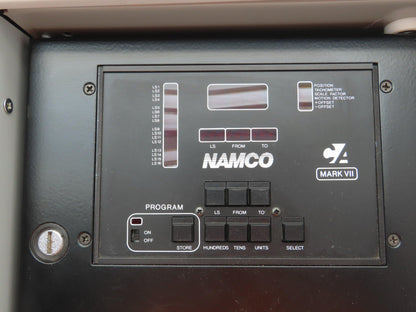 LS1
LS2
LS3
LS4
LS5
LS6
LS7
LS8
LS9
LS10
LS11
LS12
LS13
LS14
LS15
LS16
POSITION
TACHOMETER
SCALE FACTOR
MOTION DETECTOR
+OFFSET
-OFFSET
LS FROM TO
NAMCO
C7A
MARK VII
LS FROM TO
PROGRAM
ON
OFF
STORE
HUNDREDS TENS UNITS SELECT